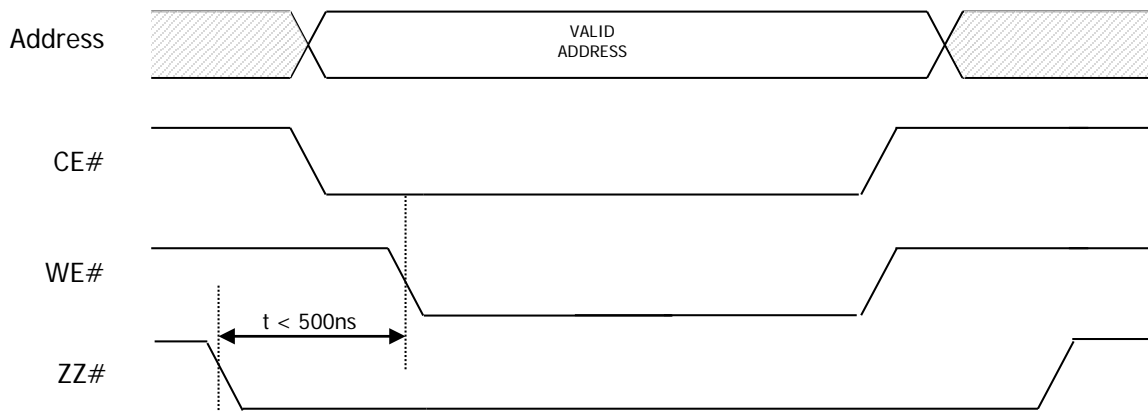 Address
VALID
ADDRESS
CE#
WE#
t < 500ns
ZZ#